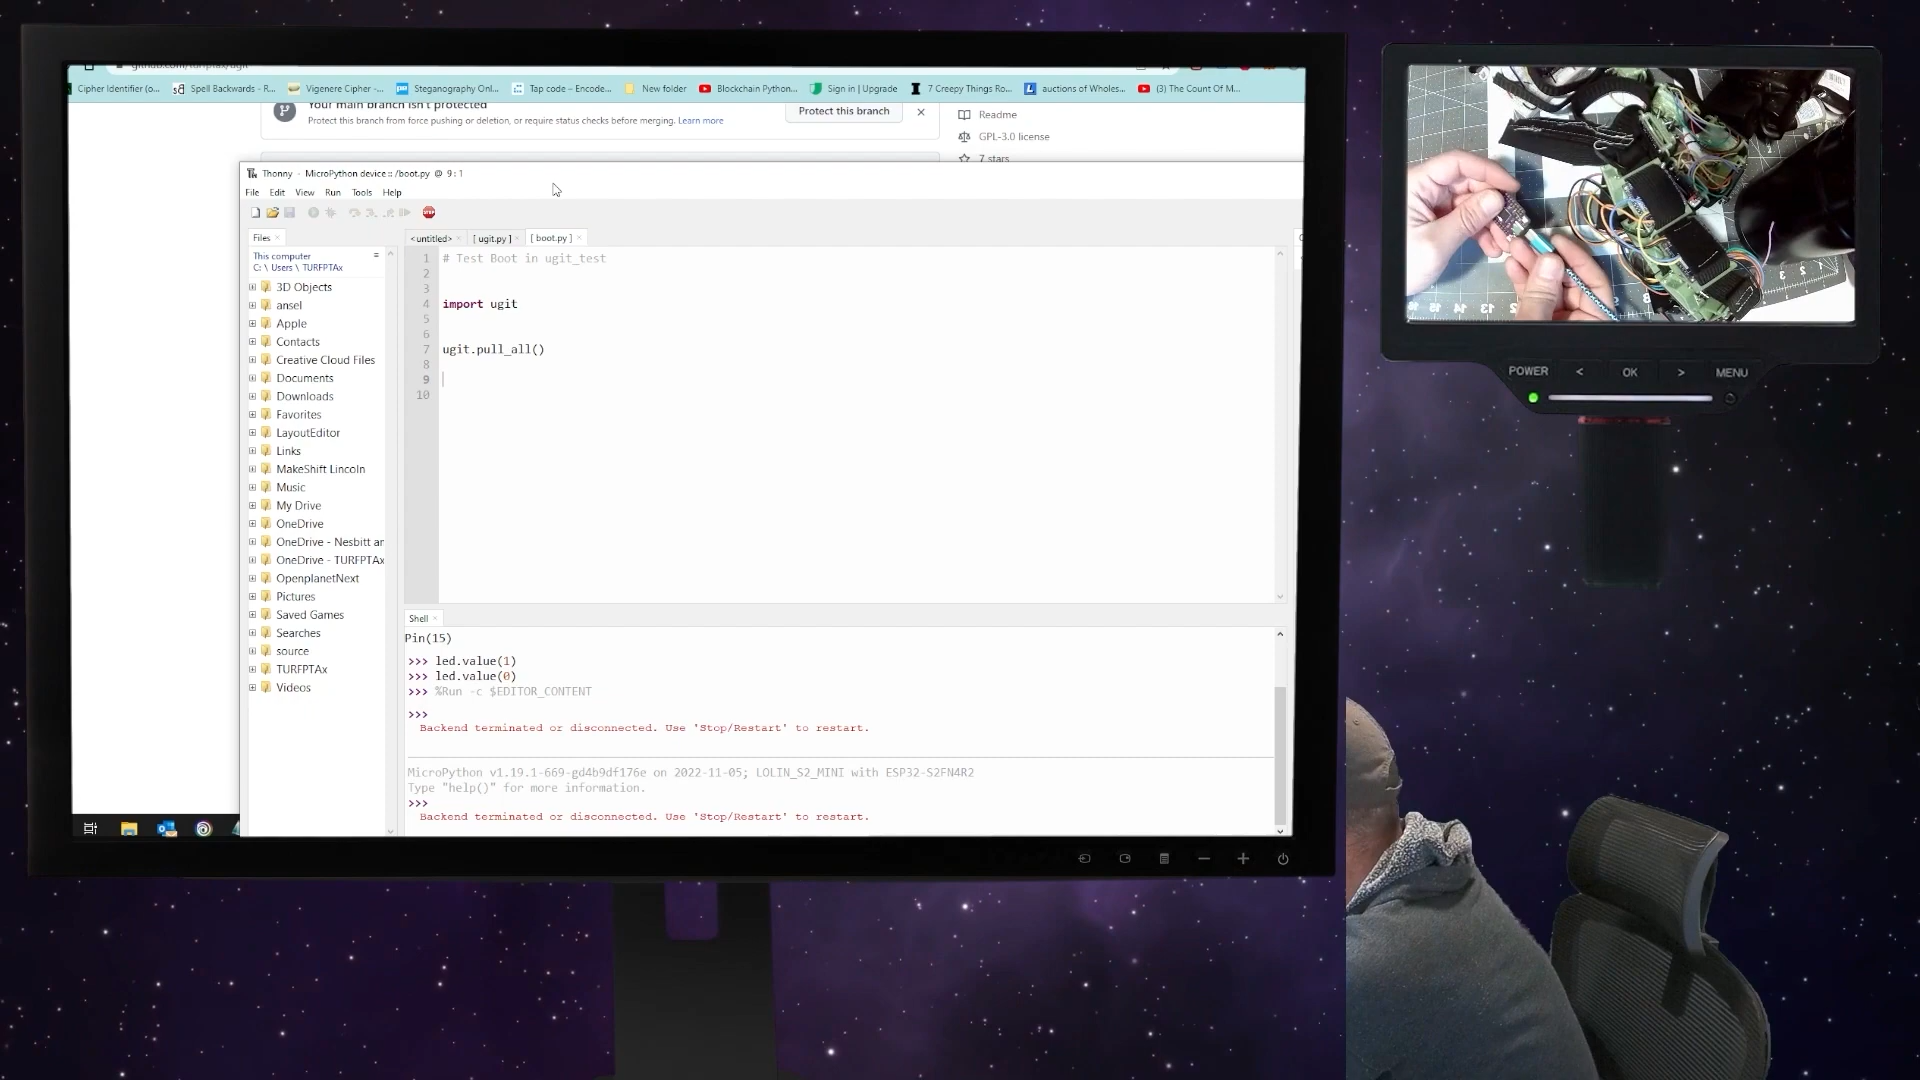 Cipher Identifier (o...
Spell Backwards - R...
Vigenere Cipher -...
Steganography Onl...
Tap code – Encode...
New folder
Blockchain Python...
Sign in | Upgrade
7 Creepy Things Ro...
auctions of Wholes...
(3) The Count Of M...
Your main branch isn't protected
Protect this branch from force pushing or deletion, or require status checks before merging. Learn more
Protect this branch
Readme
GPL-3.0 license
7 stars
Thonny - MicroPython device :: /boot.py @ 9 : 1
File Edit View Run Tools Help
STOP
Files
<untitled>
[ ugit.py ]
[ boot.py ]
This computer
C: \ Users \ TURFPTAx
3D Objects
ansel
Apple
Contacts
Creative Cloud Files
Documents
Downloads
Favorites
LayoutEditor
Links
MakeShift Lincoln
Music
My Drive
OneDrive
OneDrive - Nesbitt ar
OneDrive - TURFPTAx
OpenplanetNext
Pictures
Saved Games
Searches
source
TURFPTAx
Videos
1 # Test Boot in ugit_test
2
3
4 import ugit
5
6
7 ugit.pull_all()
8
9
10
Shell
Pin(15)
>>> led.value(1)
>>> led.value(0)
>>> %Run -c $EDITOR_CONTENT
>>>
Backend terminated or disconnected. Use 'Stop/Restart' to restart.
MicroPython v1.19.1-669-gd4b9df176e on 2022-11-05; LOLIN_S2_MINI with ESP32-S2FN4R2
Type "help()" for more information.
>>>
Backend terminated or disconnected. Use 'Stop/Restart' to restart.
POWER < OK > MENU